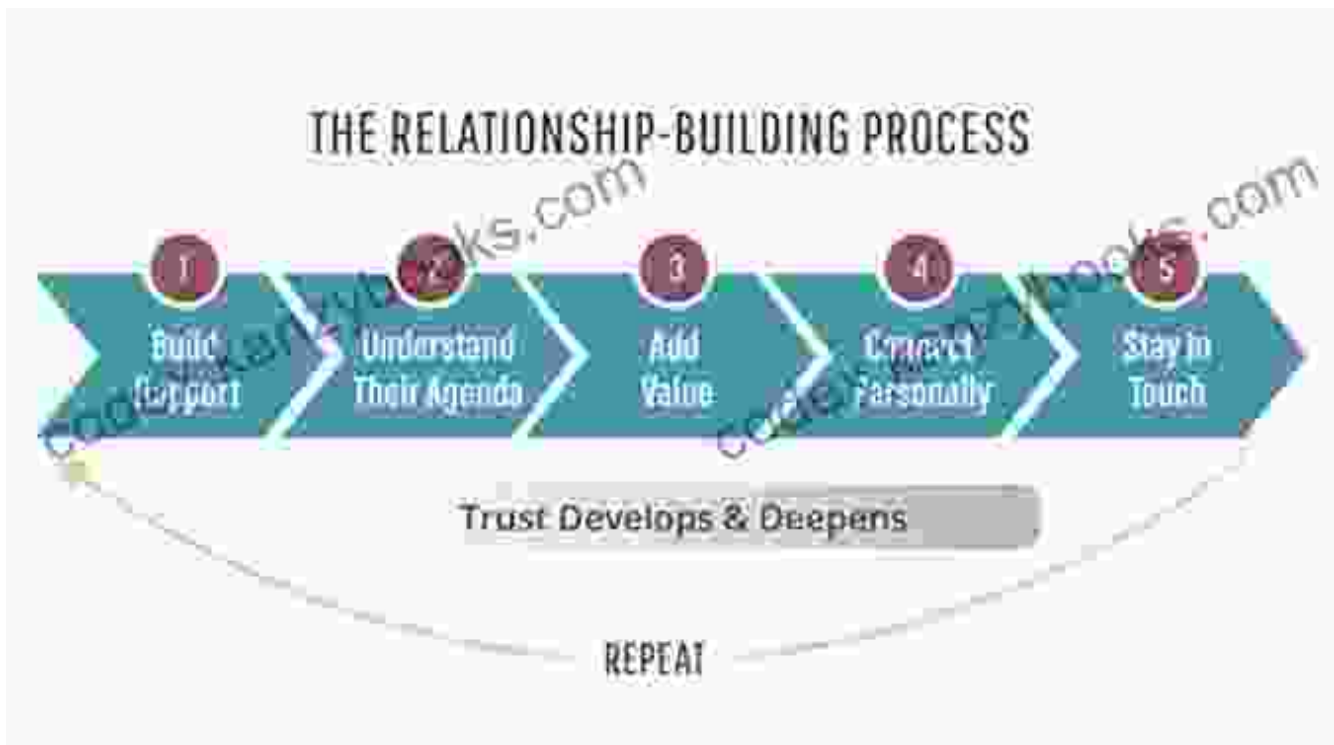 THE RELATIONSHIP-BUILDING PROCESS
1
2
3
4
5
Build
Understand
Their Agenda
Add
Value
Connect
Personally
Stay in
Touch
Trust Develops & Deepens
REPEAT